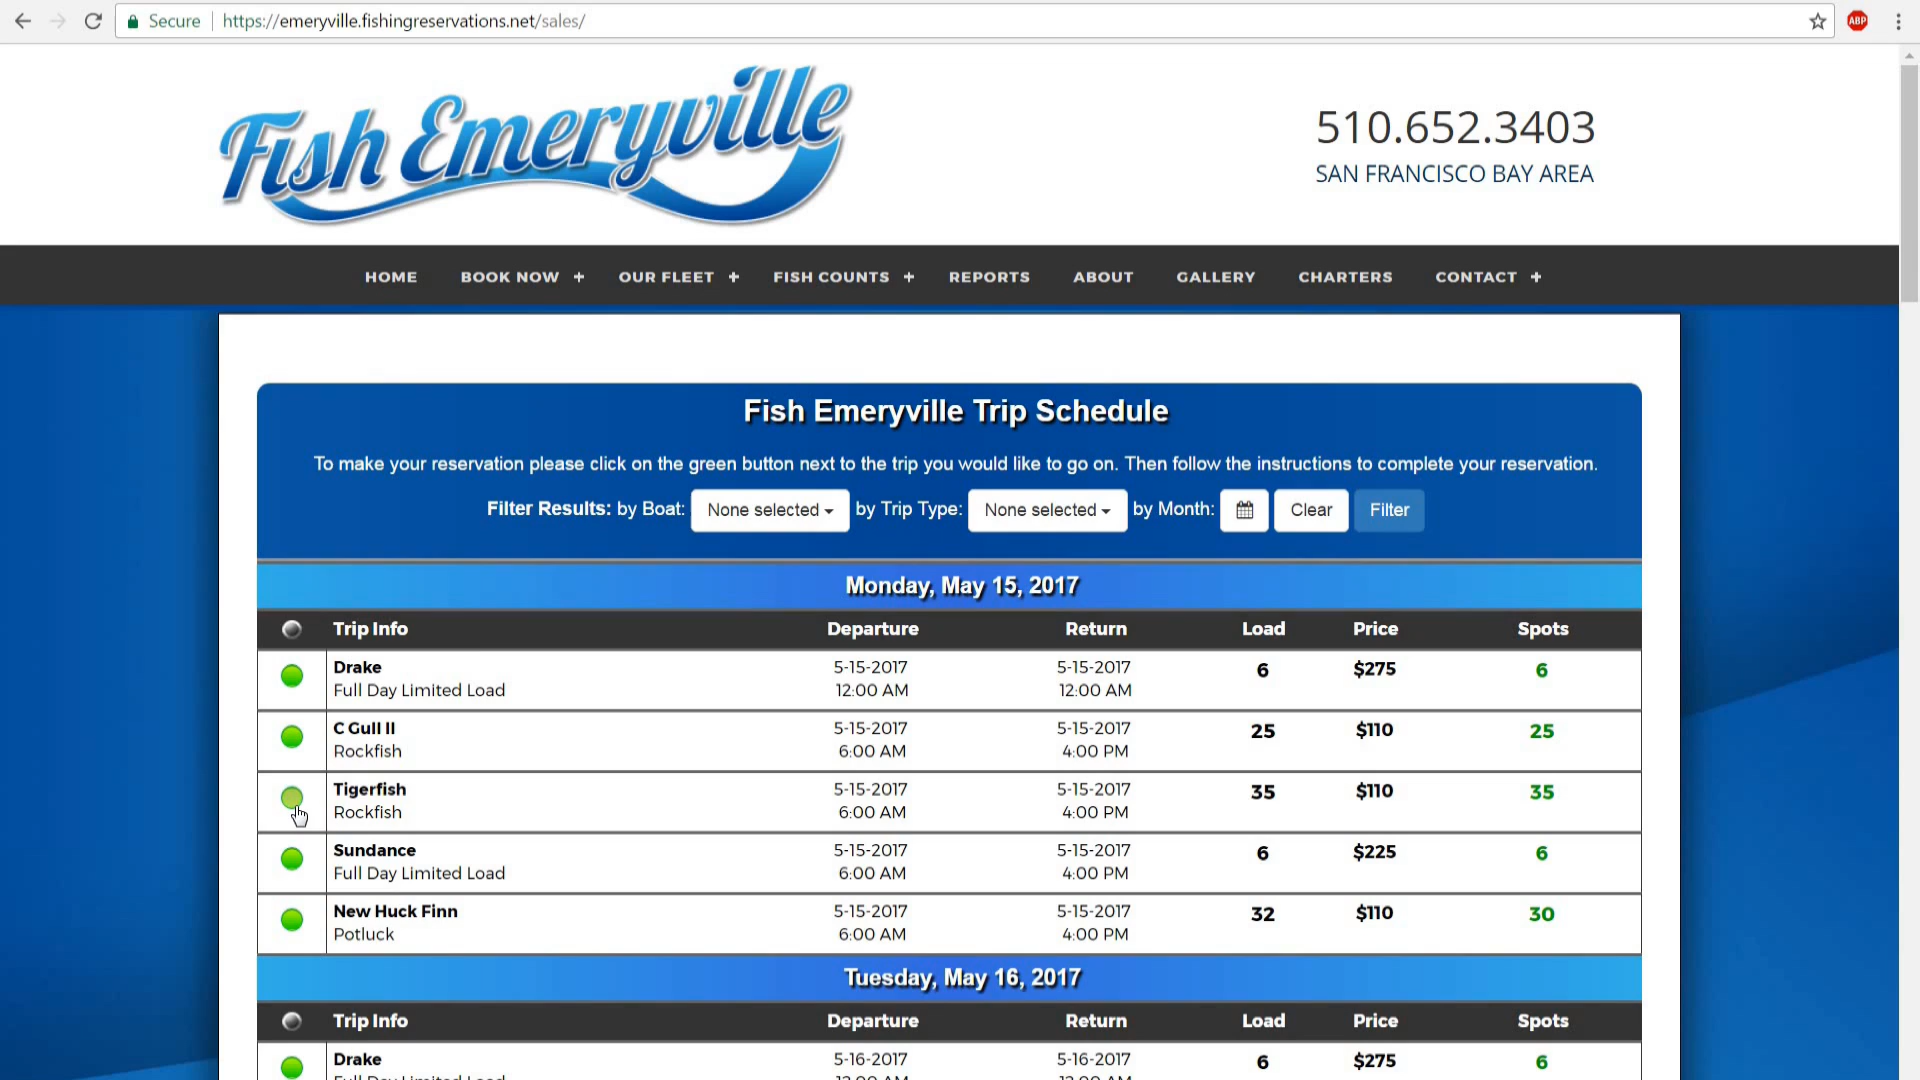 Secure https://emeryville.fishingreservations.net/sales/
ABP
Fish Emeryville
510.652.3403
SAN FRANCISCO BAY AREA
HOME BOOK NOW + OUR FLEET + FISH COUNTS + REPORTS ABOUT GALLERY CHARTERS CONTACT +
Fish Emeryville Trip Schedule
To make your reservation please click on the green button next to the trip you would like to go on. Then follow the instructions to complete your reservation.
Filter Results: by Boat: None selected by Trip Type: None selected by Month: Clear Filter
Monday, May 15, 2017
Trip Info Departure Return Load Price Spots
Drake 5-15-2017 5-15-2017 6 $275 6
Full Day Limited Load 12:00 AM 12:00 AM
C Gull II 5-15-2017 5-15-2017 25 $110 25
Rockfish 6:00 AM 4:00 PM
Tigerfish 5-15-2017 5-15-2017 35 $110 35
Rockfish 6:00 AM 4:00 PM
Sundance 5-15-2017 5-15-2017 6 $225 6
Full Day Limited Load 6:00 AM 4:00 PM
New Huck Finn 5-15-2017 5-15-2017 32 $110 30
Potluck 6:00 AM 4:00 PM
Tuesday, May 16, 2017
Trip Info Departure Return Load Price Spots
Drake 5-16-2017 5-16-2017 6 $275 6